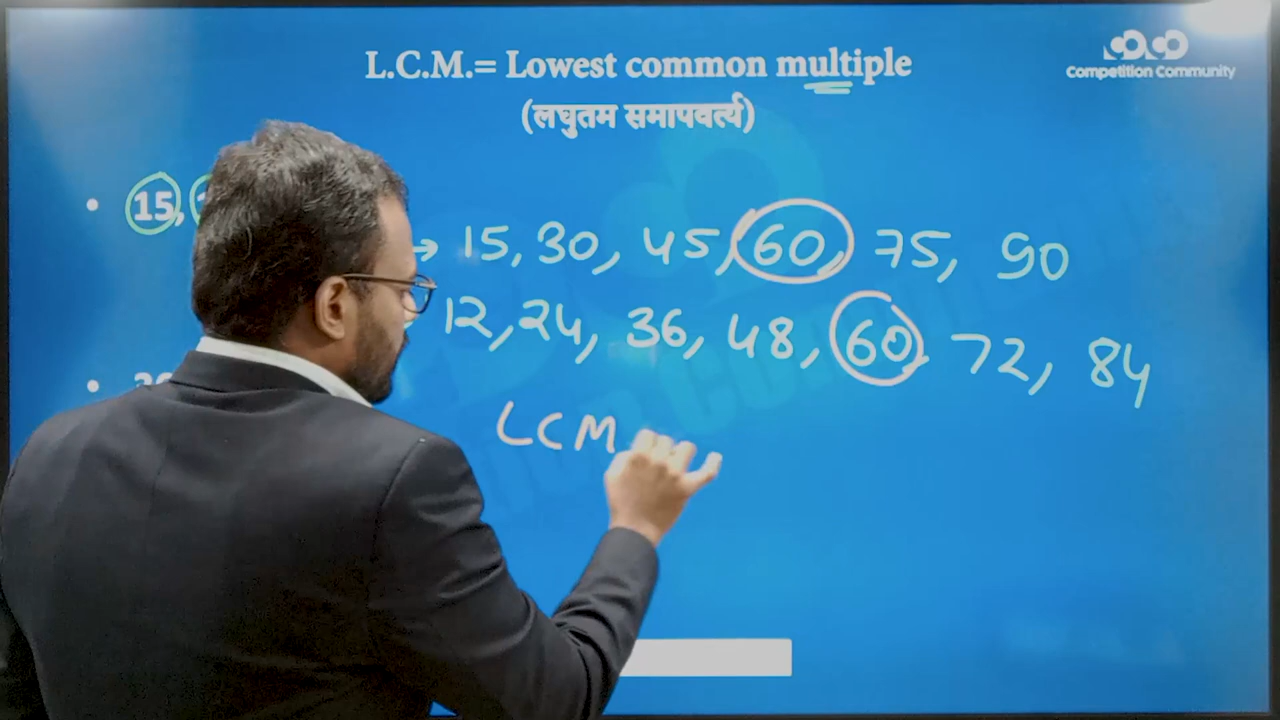 L.C.M.= Lowest common multiple
Competition Community
(लघुतम समापवर्त्य)
• 15,
→ 15, 30, 45, 60, 75, 90
12, 24, 36, 48, 60, 72, 84
LCM